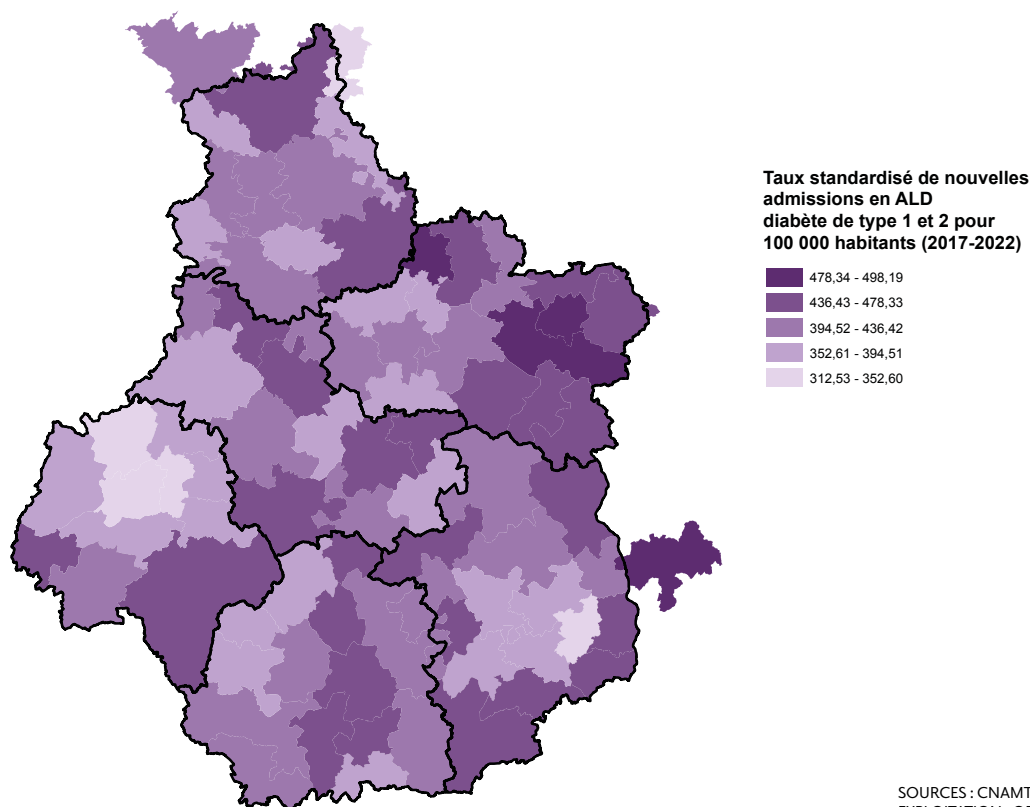 Taux standardisé de nouvelles
admissions en ALD
diabète de type 1 et 2 pour
100 000 habitants (2017-2022)
478,34 - 498,19
436,43 - 478,33
394,52 - 436,42
352,61 - 394,51
312,53 - 352,60
SOURCES : CNAMT